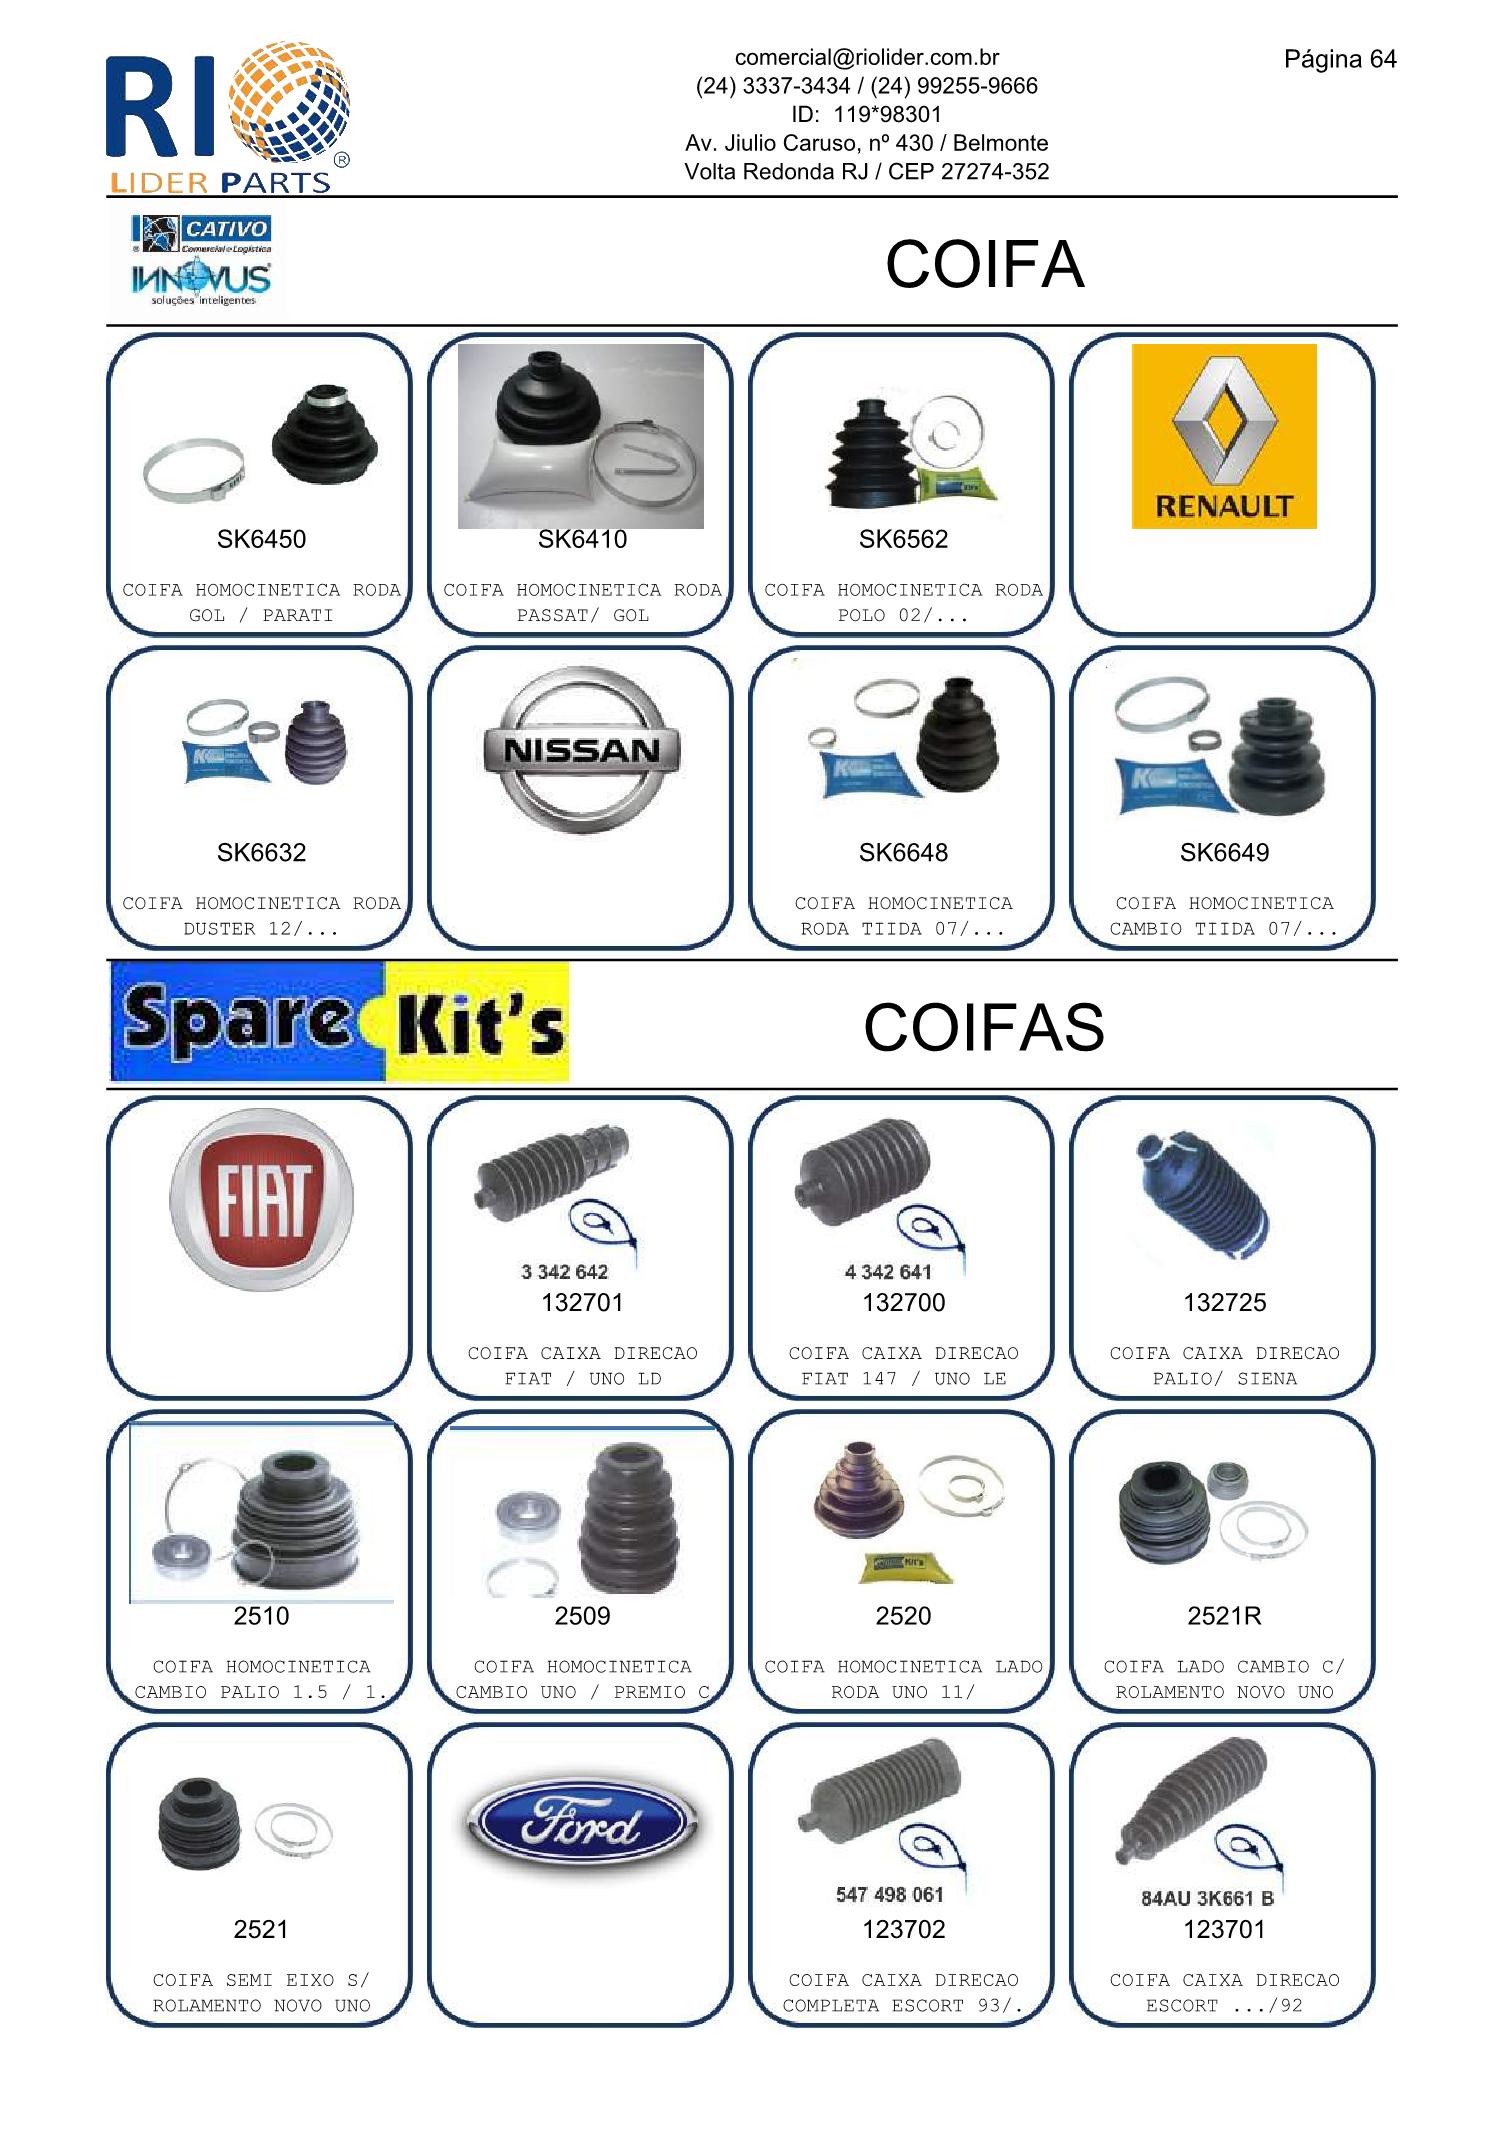 RIO
®
LIDER PARTS
comercial@riolider.com.br
(24) 3337-3434 / (24) 99255-9666
ID: 119*98301
Av. Jiulio Caruso, nº 430 / Belmonte
Volta Redonda RJ / CEP 27274-352
Página 64
CATIVO
Comercial e Logística
INNOVUS
soluções inteligentes
COIFA
SK6450
COIFA HOMOCINETICA RODA
GOL / PARATI
SK6410
COIFA HOMOCINETICA RODA
PASSAT/ GOL
SK6562
COIFA HOMOCINETICA RODA
POLO 02/...
RENAULT
SK6632
COIFA HOMOCINETICA RODA
DUSTER 12/...
NISSAN
SK6648
COIFA HOMOCINETICA
RODA TIIDA 07/...
SK6649
COIFA HOMOCINETICA
CAMBIO TIIDA 07/...
Spare Kit's
COIFAS
FIAT
3 342 642
132701
COIFA CAIXA DIRECAO
FIAT / UNO LD
4 342 641
132700
COIFA CAIXA DIRECAO
FIAT 147 / UNO LE
132725
COIFA CAIXA DIRECAO
PALIO/ SIENA
2510
COIFA HOMOCINETICA
CAMBIO PALIO 1.5 / 1.
2509
COIFA HOMOCINETICA
CAMBIO UNO / PREMIO C
Kit's
2520
COIFA HOMOCINETICA LADO
RODA UNO 11/
2521R
COIFA LADO CAMBIO C/
ROLAMENTO NOVO UNO
2521
COIFA SEMI EIXO S/
ROLAMENTO NOVO UNO
Ford
547 498 061
123702
COIFA CAIXA DIRECAO
COMPLETA ESCORT 93/.
84AU 3K661 B
123701
COIFA CAIXA DIRECAO
ESCORT .../92